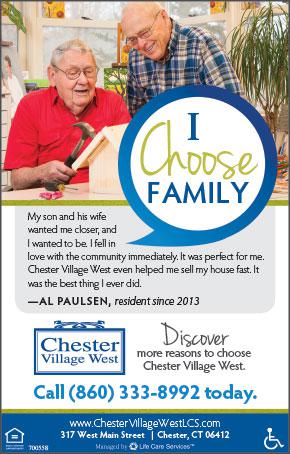 I
Choose
FAMILY
My son and his wife
wanted me closer, and
I wanted to be. I fell in
love with the community immediately. It was perfect for me.
Chester Village West even helped me sell my house fast. It
was the best thing I ever did.
—AL PAULSEN, resident since 2013
Chester
Village West
Discover
more reasons to choose
Chester Village West.
Call (860) 333-8992 today.
www.ChesterVillageWestLCS.com
317 West Main Street | Chester, CT 06412
700558
Managed by Life Care Services™